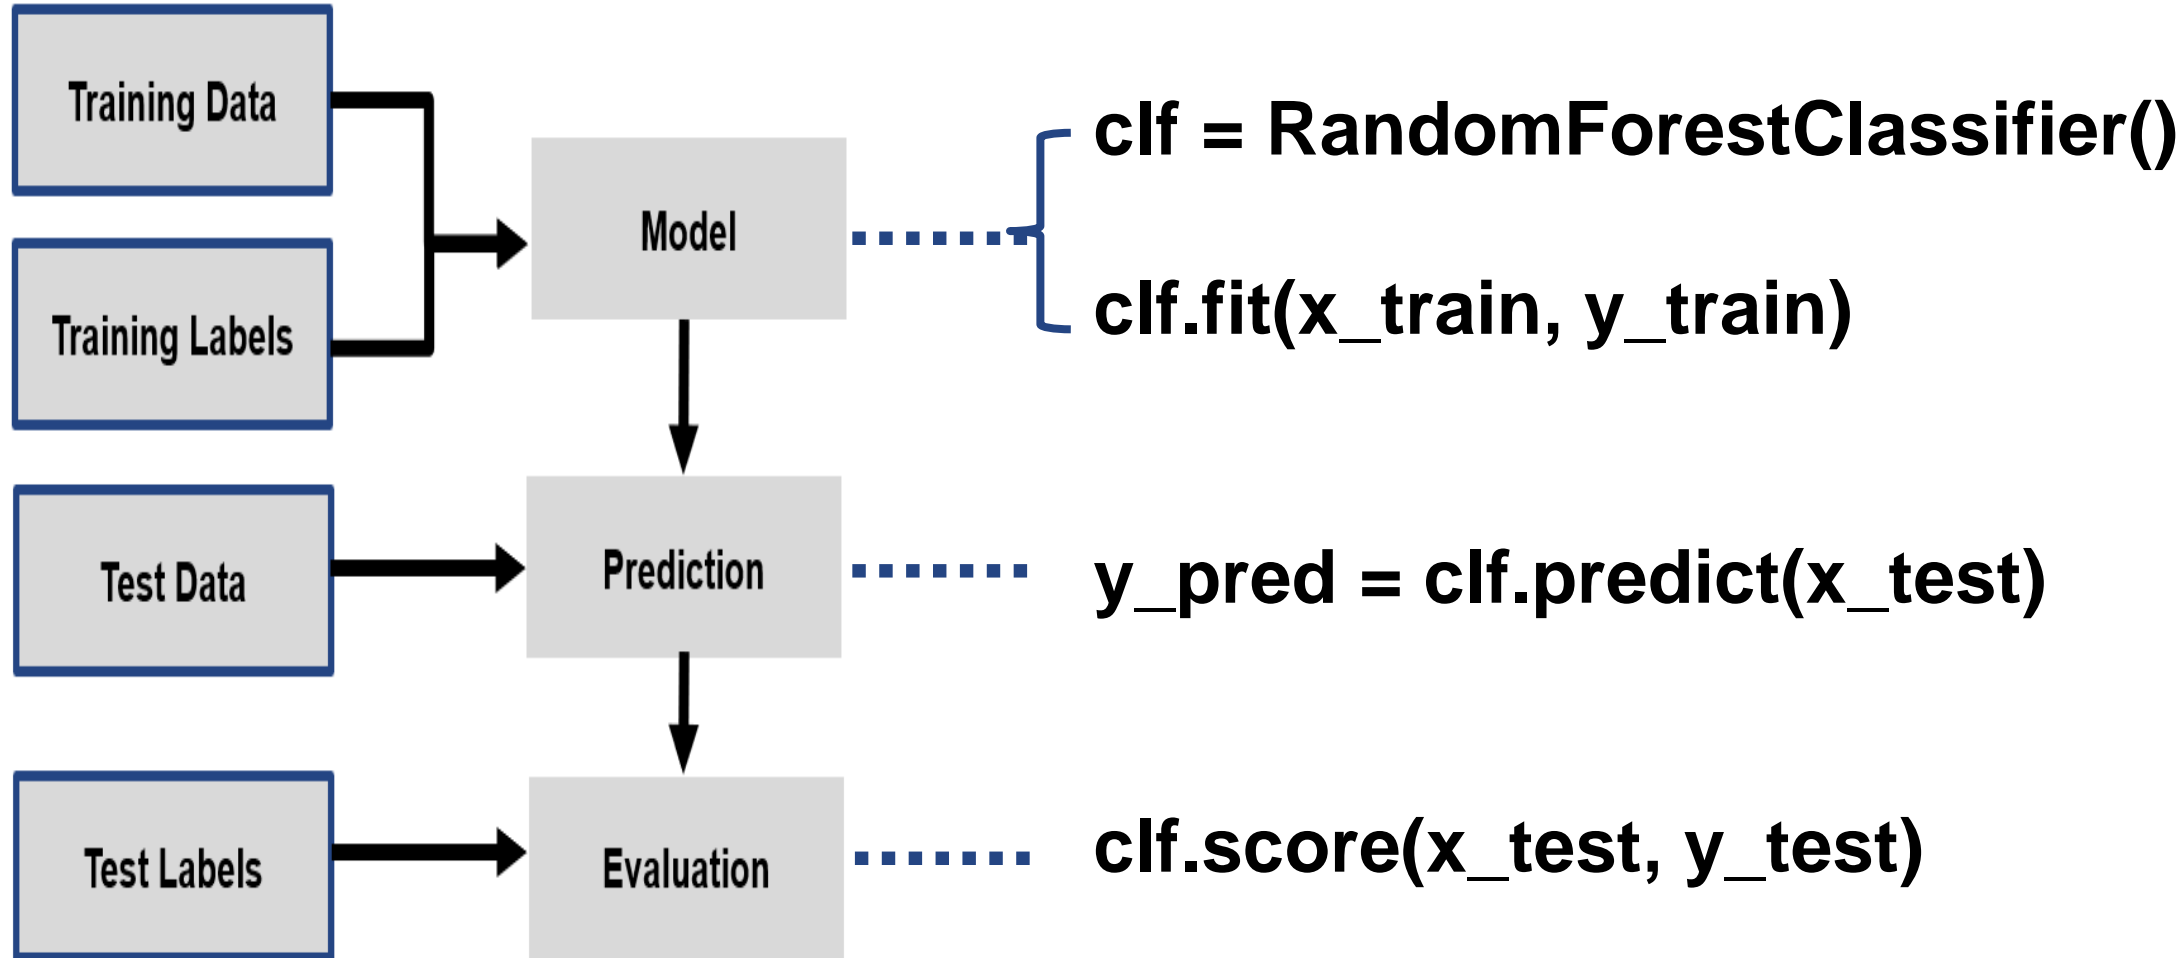 Training Data
clf = RandomForestClassifier()
Model
Training Labels
clf.fit(x_train, y_train)
Test Data
Prediction
y_pred = clf.predict(x_test)
Test Labels
Evaluation
clf.score(x_test, y_test)